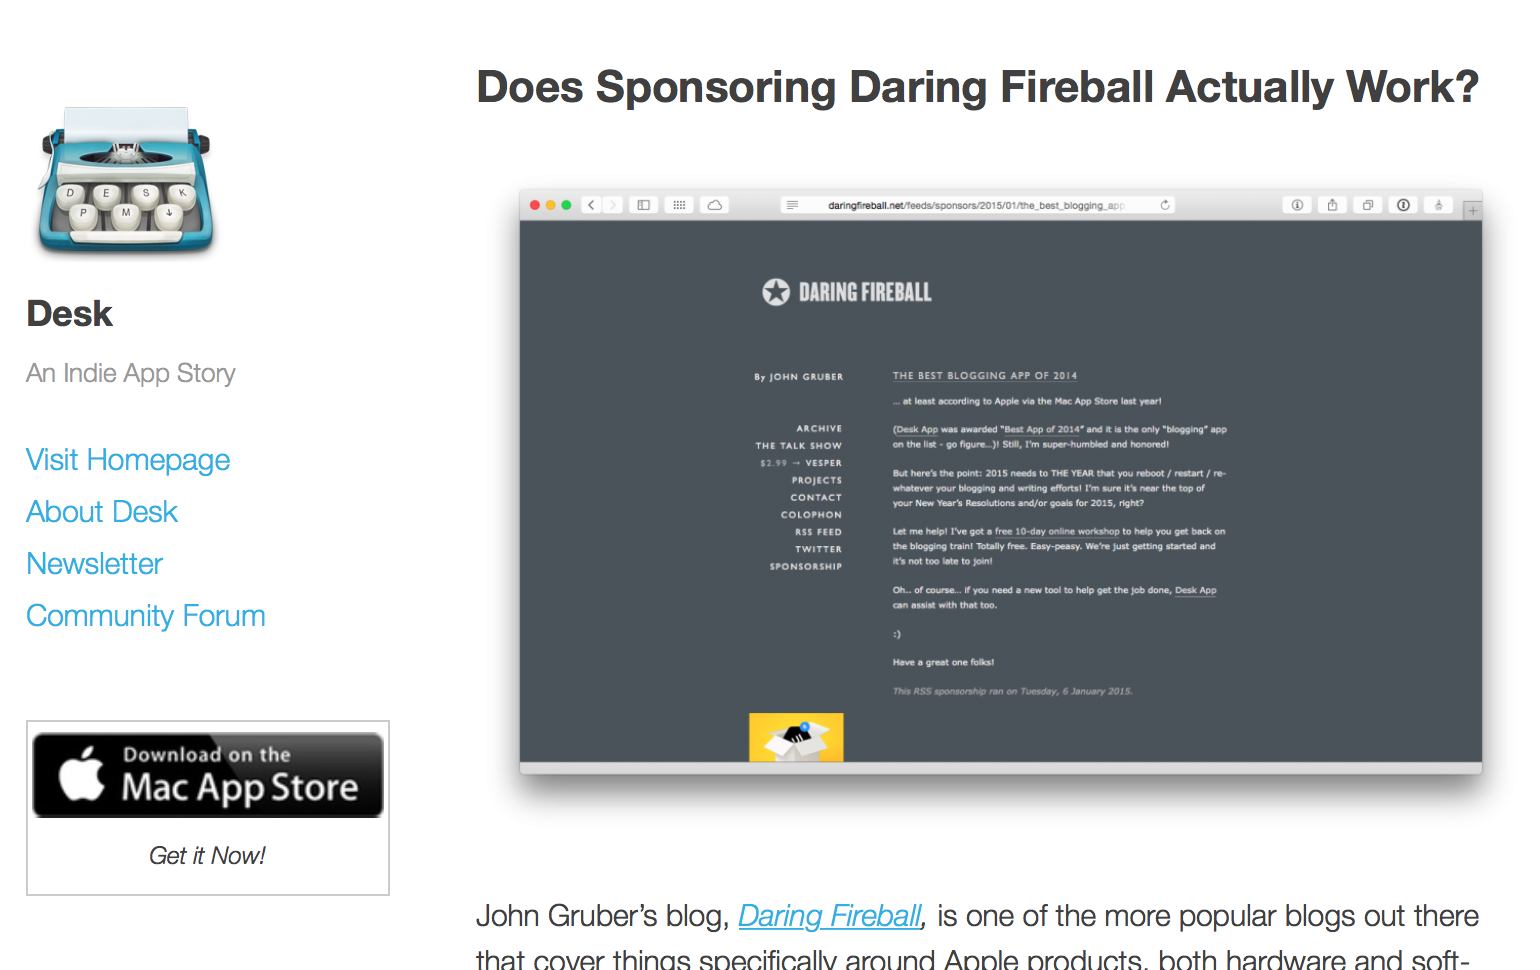 Does Sponsoring Daring Fireball Actually Work?
D E S K
P M
Desk
An Indie App Story
Visit Homepage
About Desk
Newsletter
Community Forum
Download on the
Mac App Store
Get it Now!
daringfireball.net/feeds/sponsors/2015/01/the_best_blogging_app
DARING FIREBALL
By JOHN GRUBER
ARCHIVE
THE TALK SHOW
$2.99 → VESPER
PROJECTS
CONTACT
COLOPHON
RSS FEED
TWITTER
SPONSORSHIP
THE BEST BLOGGING APP OF 2014
... at least according to Apple via the Mac App Store last year!
(Desk App was awarded “Best App of 2014” and it is the only “blogging” app
on the list - go figure...)! Still, I’m super-humbled and honored!
But here’s the point: 2015 needs to THE YEAR that you reboot / restart / re-
whatever your blogging and writing efforts! I’m sure it’s near the top of
your New Year’s Resolutions and/or goals for 2015, right?
Let me help! I’ve got a free 10-day online workshop to help you get back on
the blogging train! Totally free. Easy-peasy. We’re just getting started and
it’s not too late to join!
Oh.. of course... if you need a new tool to help get the job done, Desk App
can assist with that too.
:)
Have a great one folks!
This RSS sponsorship ran on Tuesday, 6 January 2015.
John Gruber’s blog, Daring Fireball, is one of the more popular blogs out there
that cover things specifically around Apple products, both hardware and soft-